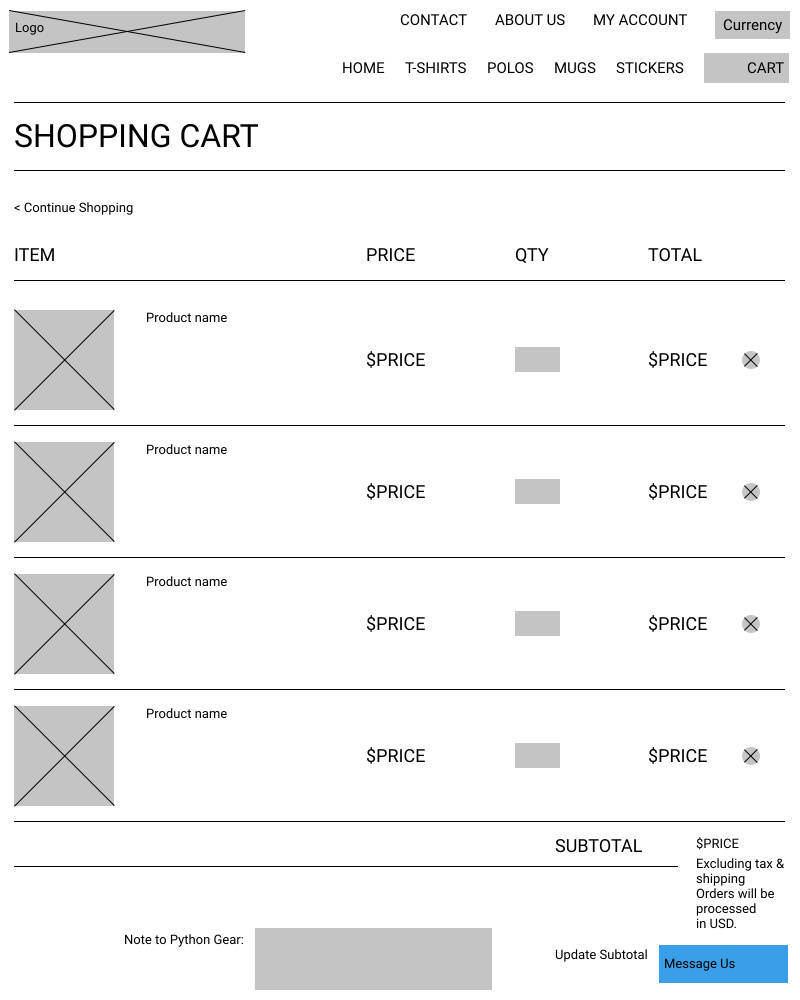 Logo
CONTACT ABOUT US MY ACCOUNT Currency
HOME T-SHIRTS POLOS MUGS STICKERS CART
SHOPPING CART
< Continue Shopping
ITEM PRICE QTY TOTAL
Product name
$PRICE $PRICE
Product name
$PRICE $PRICE
Product name
$PRICE $PRICE
Product name
$PRICE $PRICE
SUBTOTAL $PRICE
Excluding tax &
shipping
Orders will be
processed
in USD.
Note to Python Gear:
Update Subtotal
Message Us